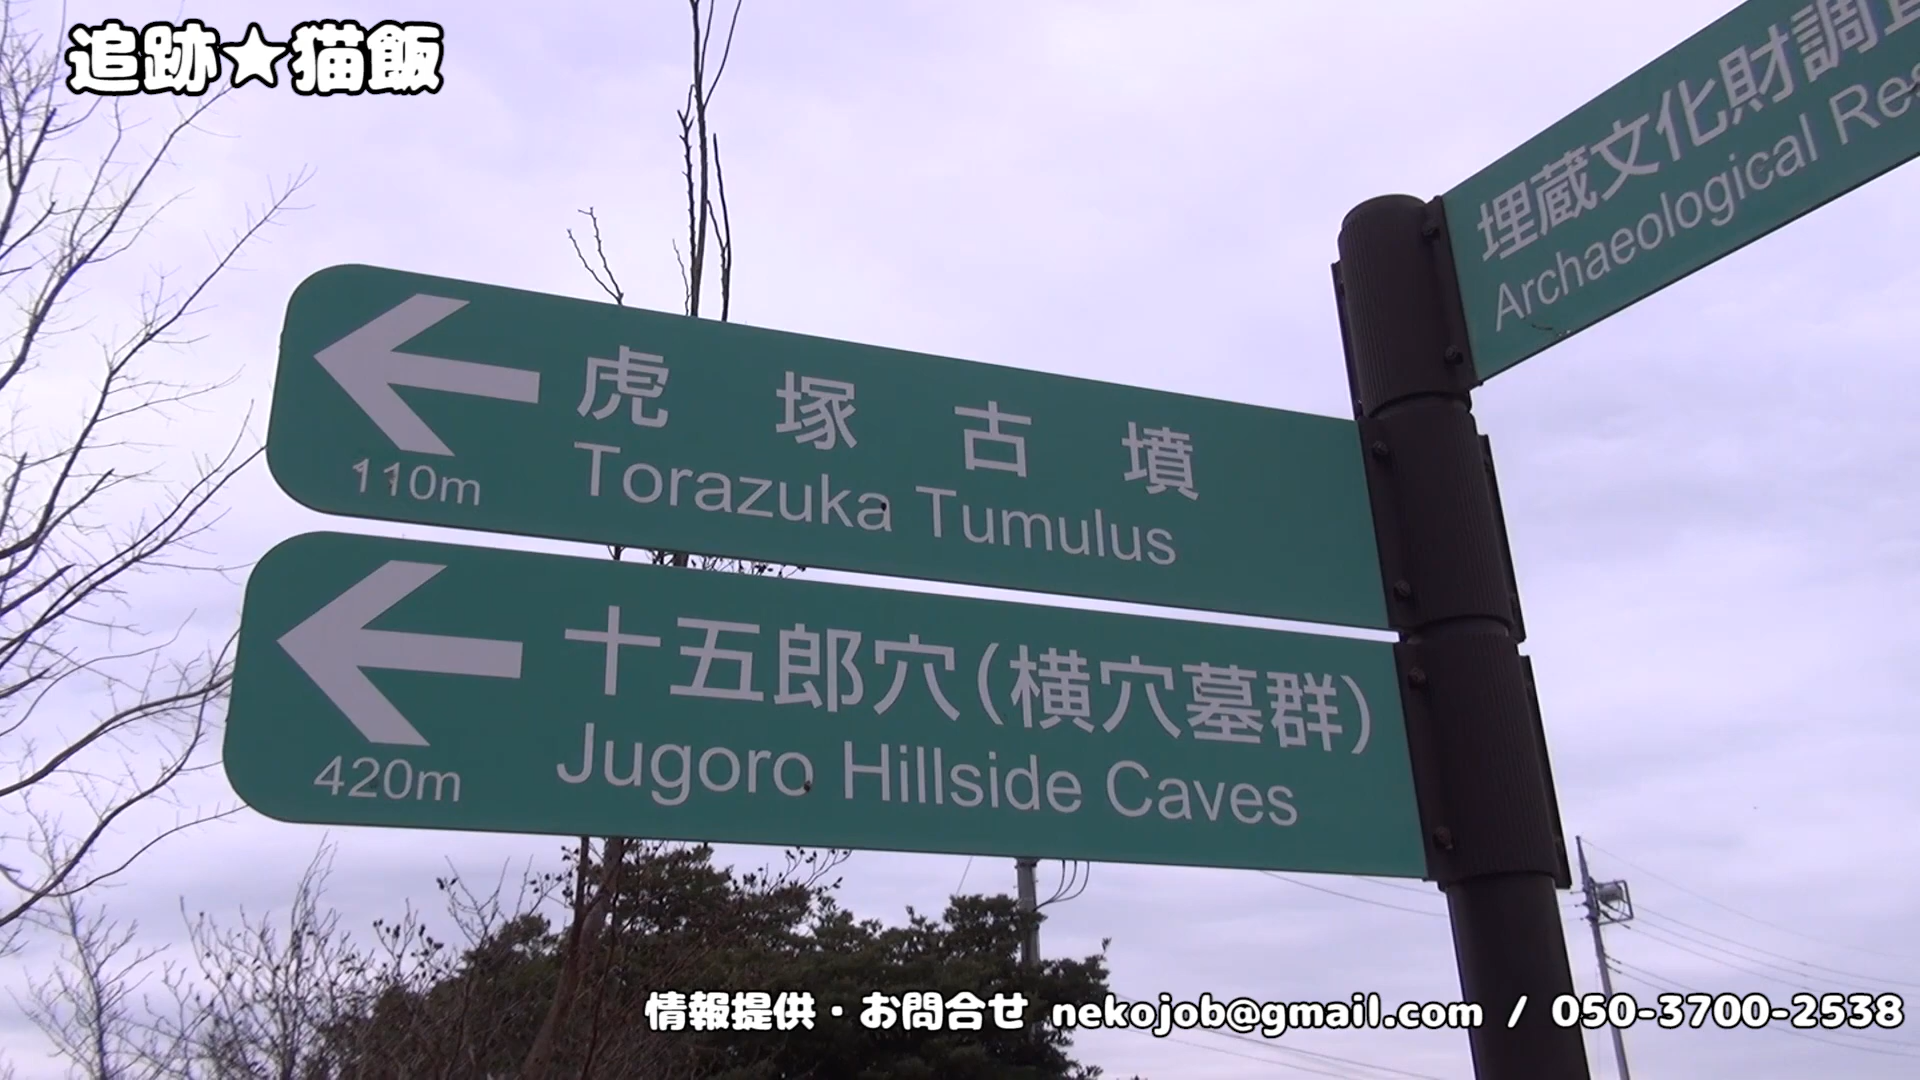 追跡★猫飯
埋蔵文化財調
Archaeological
虎塚古墳
Torazuka Tumulus
110m
十五郎穴(横穴墓群)
Jugoro Hillside Caves
420m
情報提供・お問合せ nekojob@gmail.com / 050-3700-2538